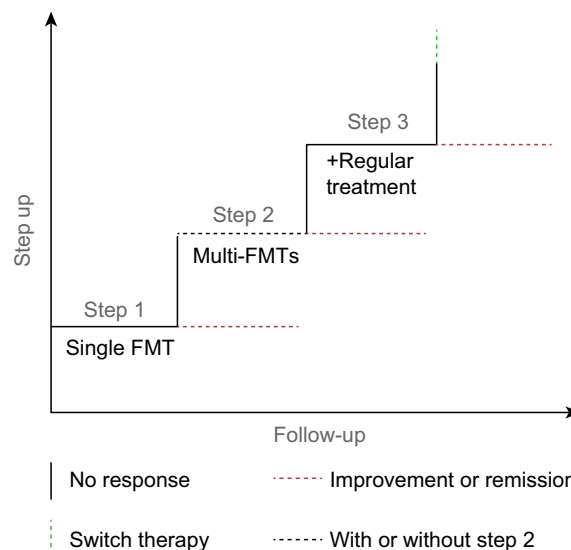 Step 3
+Regular
treatment
Step 2
Multi-FMTs
Step 1
Single FMT
Step up
Follow-up
No response
Improvement or remission
Switch therapy
With or without step 2